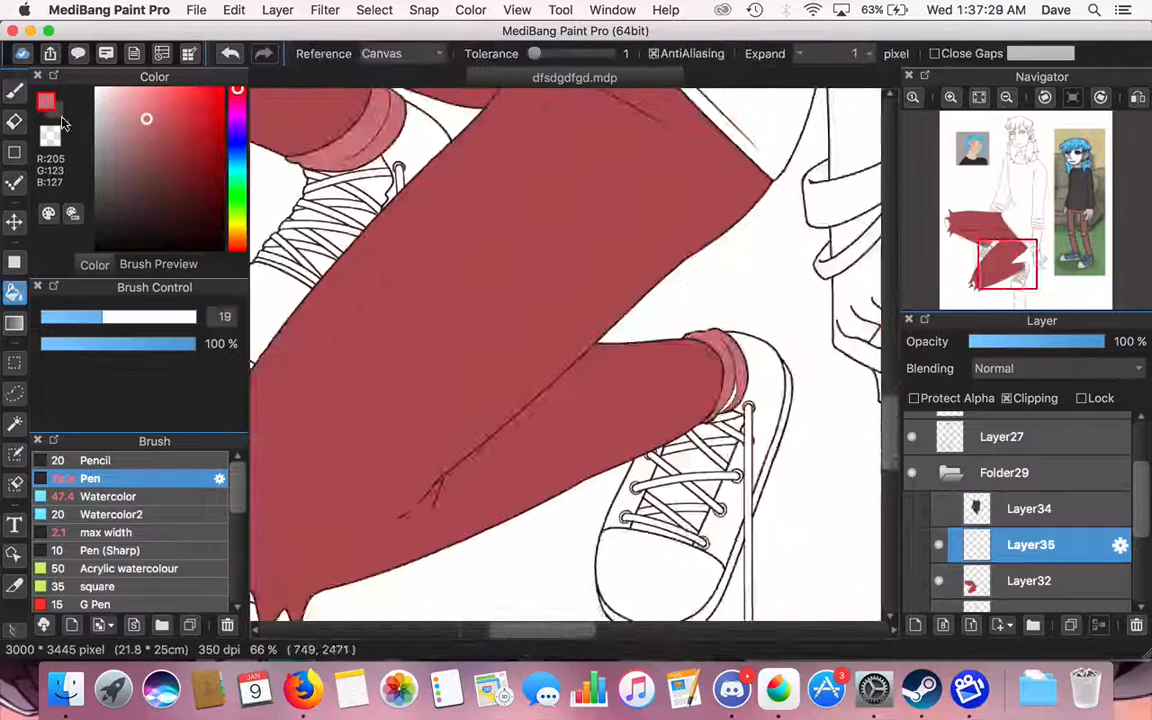 MediBang Paint Pro File Edit Layer Filter Select Snap Color View Tool Window Help 63% Wed 1:37:29 AM Dave
MediBang Paint Pro (64bit)
Reference Canvas Tolerance 1 AntiAliasing Expand 1 pixel Close Gaps
Color dfsdgdfgd.mdp Navigator
R:205
G:123
B:127
Color Brush Preview
Brush Control
19
100 %
Layer
Opacity 100 %
Blending Normal
Protect Alpha Clipping Lock
Layer27
Folder29
Layer34
Layer35
Layer32
Brush
20 Pencil
Pen
47.4 Watercolor
20 Watercolor2
2.1 max width
10 Pen (Sharp)
50 Acrylic watercolour
35 square
15 G Pen
3000 * 3445 pixel (21.8 * 25cm) 350 dpi 66 % ( 749, 2471 )
JAN
9
3